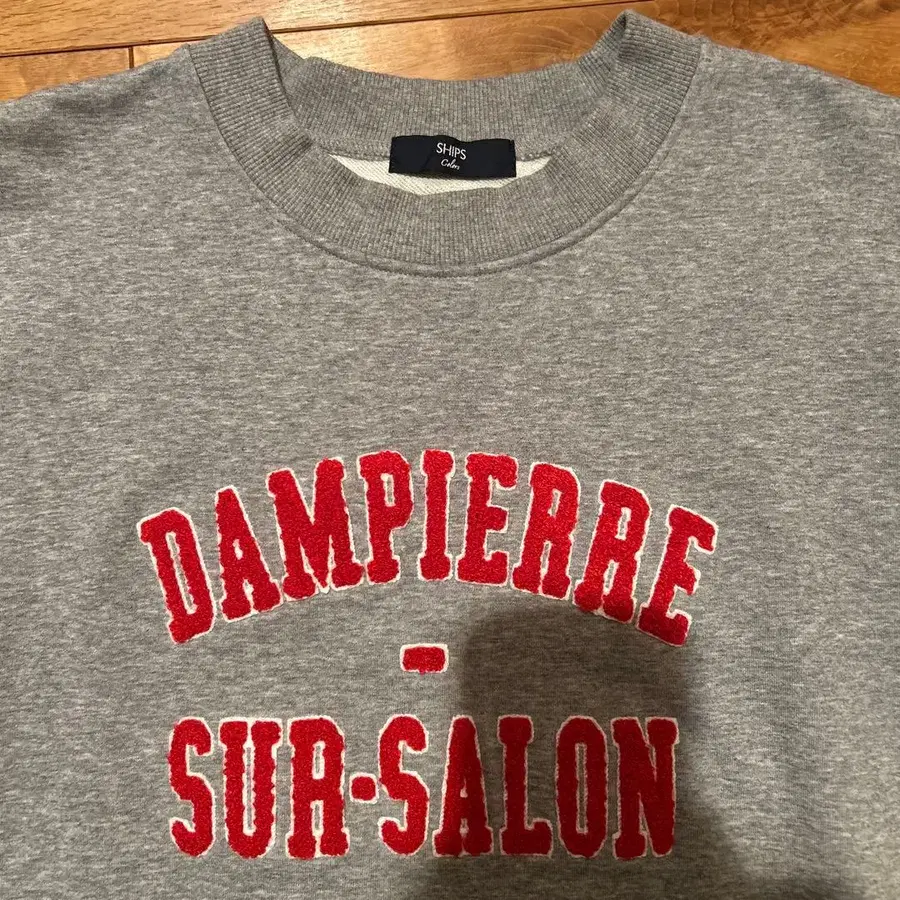 SHIPS
Colors
DAMPIERRE
-
SUR-SALON